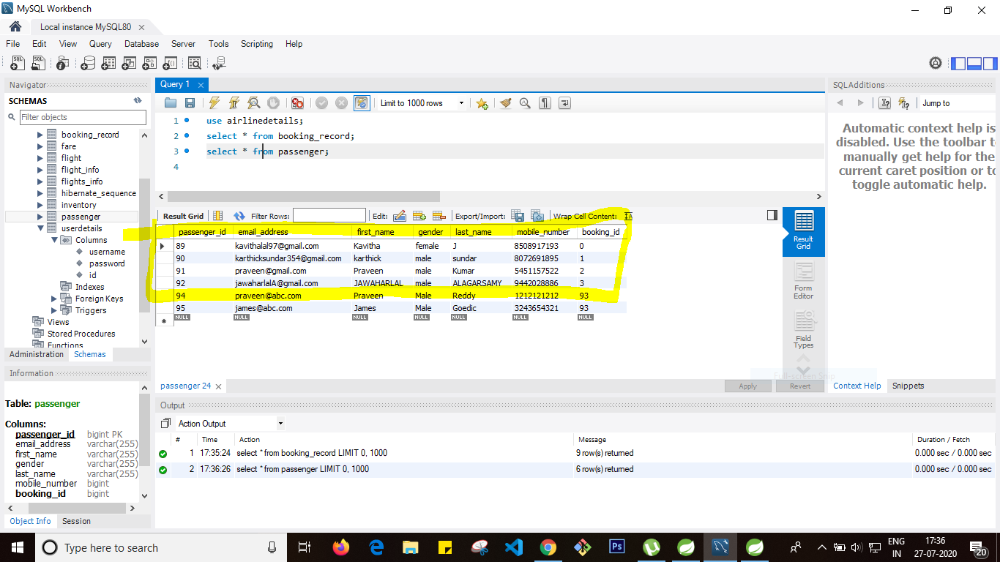 MySQL Workbench
Local instance MySQL80
File Edit View Query Database Server Tools Scripting Help
Navigator
SCHEMAS
Filter objects
booking_record
fare
flight
flight_info
flights_info
hibernate_sequence
inventory
passenger
userdetails
Columns
username
password
id
Indexes
Foreign Keys
Triggers
Views
Stored Procedures
Functions
Administration Schemas
Information
Table: passenger
Columns:
passenger_id bigint PK
email_address varchar(255)
first_name varchar(255)
gender varchar(255)
last_name varchar(255)
mobile_number bigint
booking_id bigint
Object Info Session
Query 1
Limit to 1000 rows
1 use airlinedetails;
2 select * from booking_record;
3 select * from passenger;
4
Result Grid Filter Rows: Edit: Export/Import: Wrap Cell Content:
passenger_id email_address first_name gender last_name mobile_number booking_id
89 kavithalal97@gmail.com Kavitha female J 8508917193 0
90 karthicksundar354@gmail.com karthick male sundar 8072691895 1
91 praveen@gmail.com Praveen male Kumar 5451157522 2
92 jawaharlalA@gmail.com JAWAHARLAL male ALAGARSAMY 9442028886 3
94 praveen@abc.com Praveen Male Reddy 1212121212 93
95 james@abc.com James Male Goedic 3243654321 93
NULL NULL NULL NULL NULL NULL NULL
Result
Grid
Form
Editor
Field
Types
passenger 24
Full-screen Snip
Apply Revert
SQLAdditions
Jump to
Automatic context help is
disabled. Use the toolbar t
manually get help for the
current caret position or to
toggle automatic help.
Context Help Snippets
Output
Action Output
# Time Action Message Duration / Fetch
1 17:35:24 select * from booking_record LIMIT 0, 1000 9 row(s) returned 0.000 sec / 0.000 sec
2 17:36:26 select * from passenger LIMIT 0, 1000 6 row(s) returned 0.000 sec / 0.000 sec
Type here to search
Ps
ENG
IN
17:36
27-07-2020
20